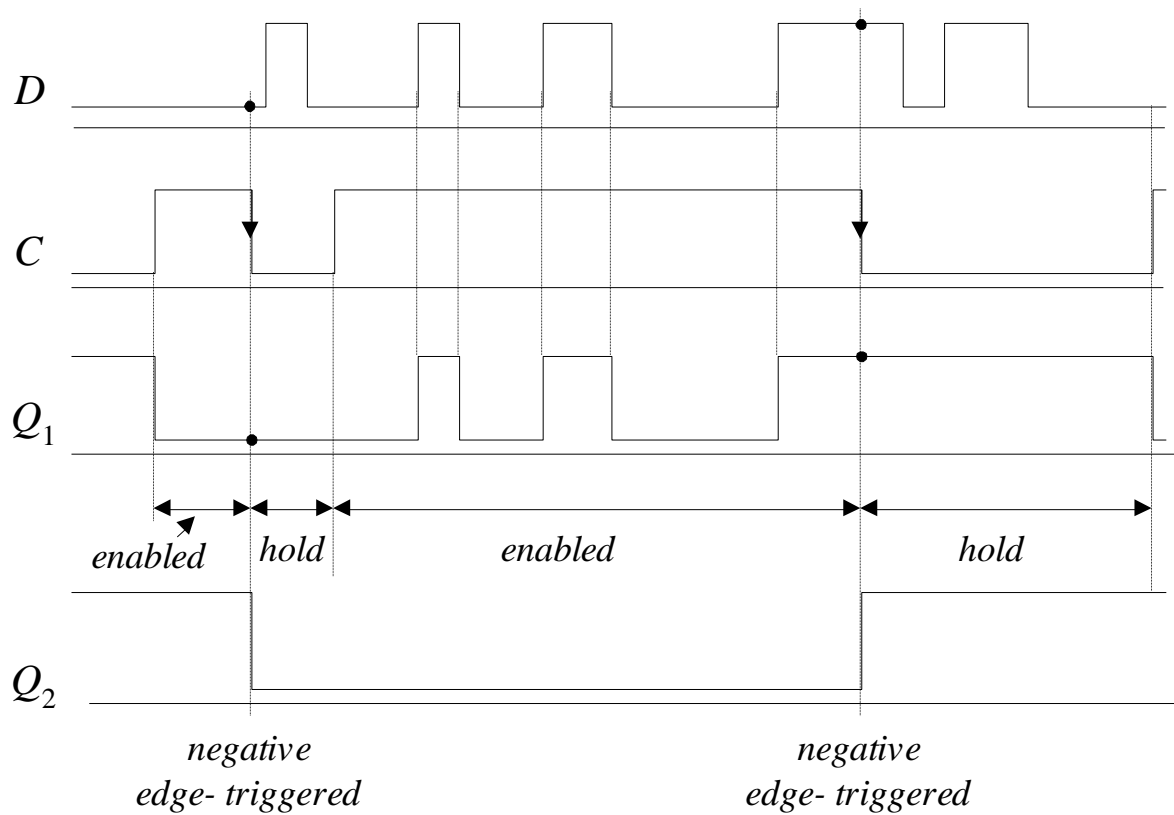 D
C
Q1
enabled hold enabled hold
Q2
negative negative
edge- triggered edge- triggered